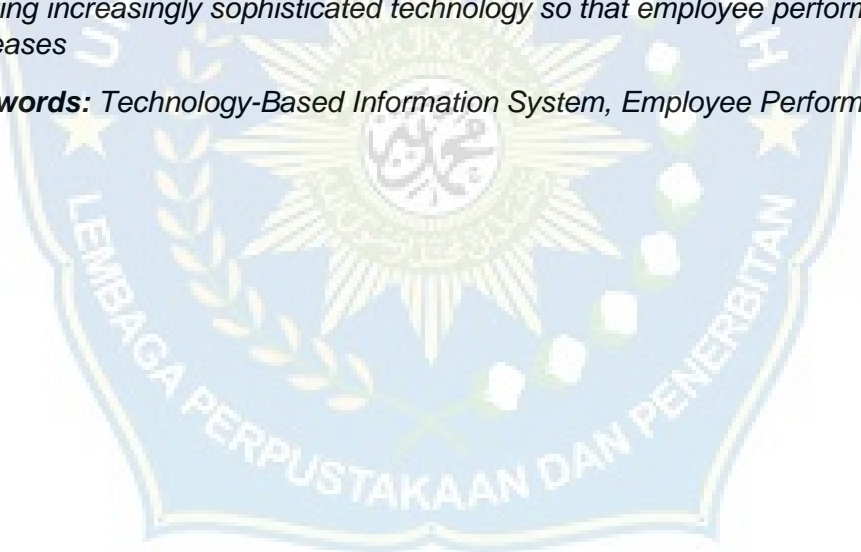 ing increasingly sophisticated technology so that employee perform
eases
words: Technology-Based Information System, Employee Perform
LEMBAGA PERPUSTAKAAN DAN PENERBITAN